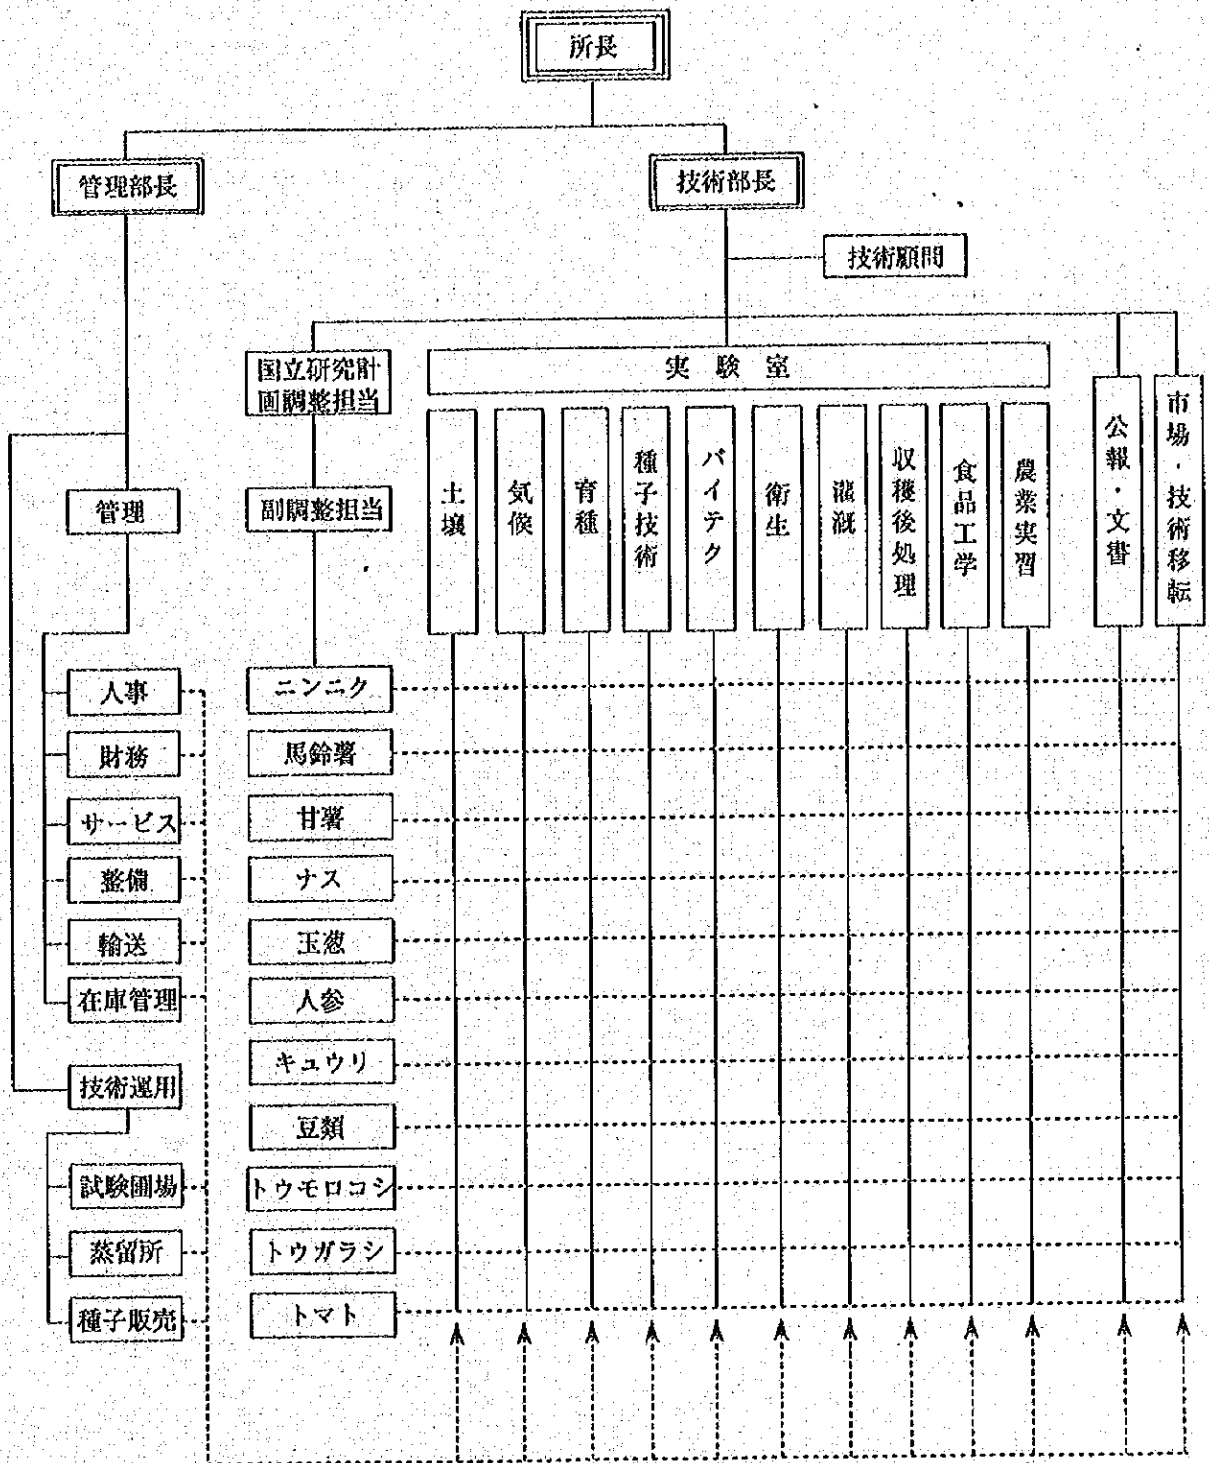 所長
管理部長
技術部長
技術顧問
国立研究計
画調整担当
実験室
公報・文書
市場・技術移転
土壌
気候
育種
種子技術
バイテク
衛生
灌漑
収穫後処理
食品工学
農業実習
管理
副調整担当
人事
財務
サービス
整備
輸送
在庫管理
技術運用
試験圃場
蒸留所
種子販売
ニンニク
馬鈴薯
甘薯
ナス
玉葱
人参
キュウリ
豆類
トウモロコシ
トウガラシ
トマト